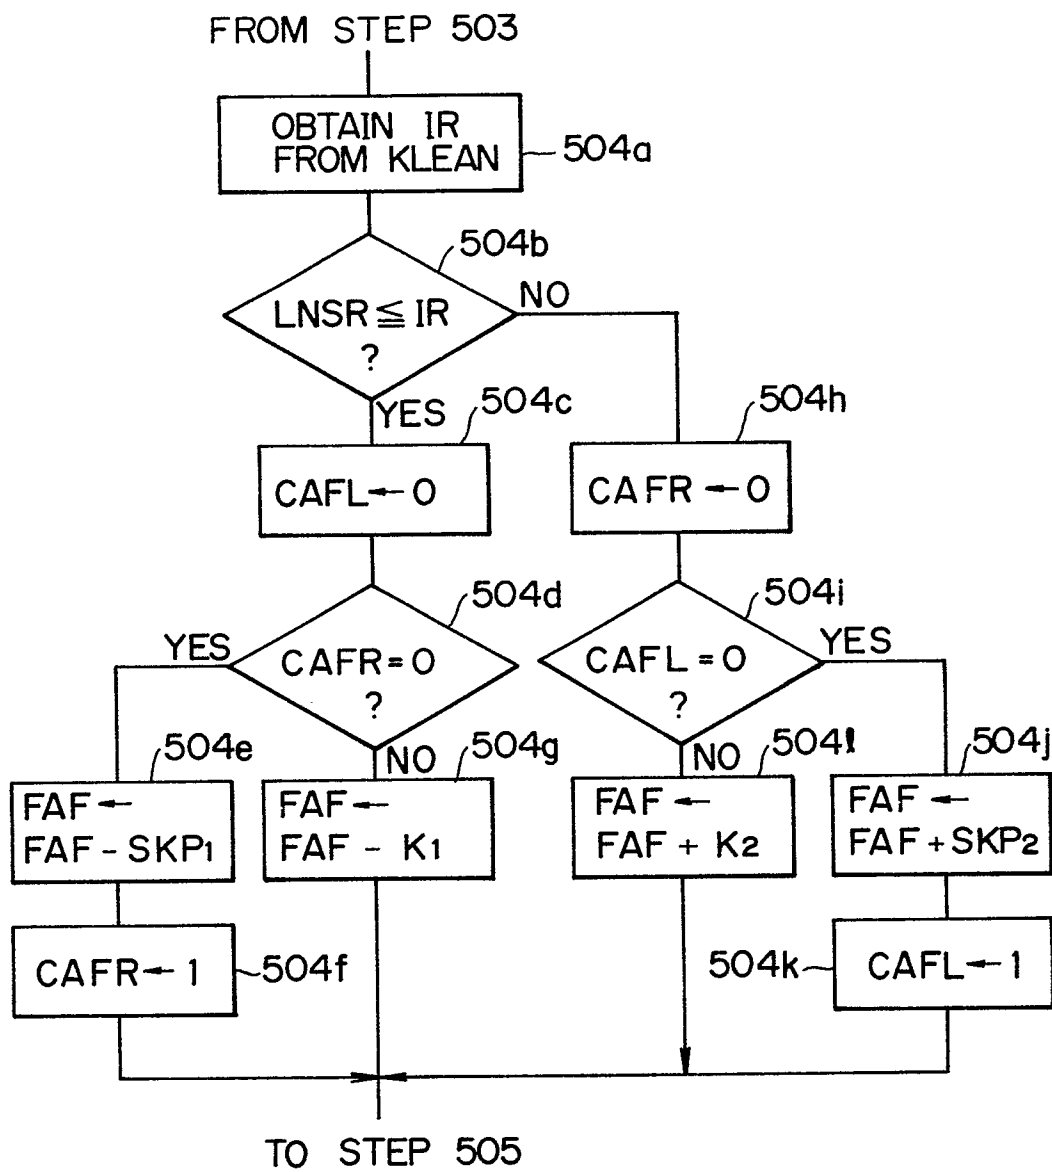 FROM STEP 503
OBTAIN IR
FROM KLEAN
504a
504b
LNSR ≦ IR
?
NO
YES
504c
504h
CAFL ← 0
CAFR ← 0
504d
504i
YES
CAFR = 0
?
CAFL = 0
?
YES
504e
NO
504g
NO
504l
504j
FAF ←
FAF - SKP1
FAF ←
FAF - K1
FAF ←
FAF + K2
FAF ←
FAF + SKP2
CAFR ← 1
504f
504k
CAFL ← 1
TO STEP 505